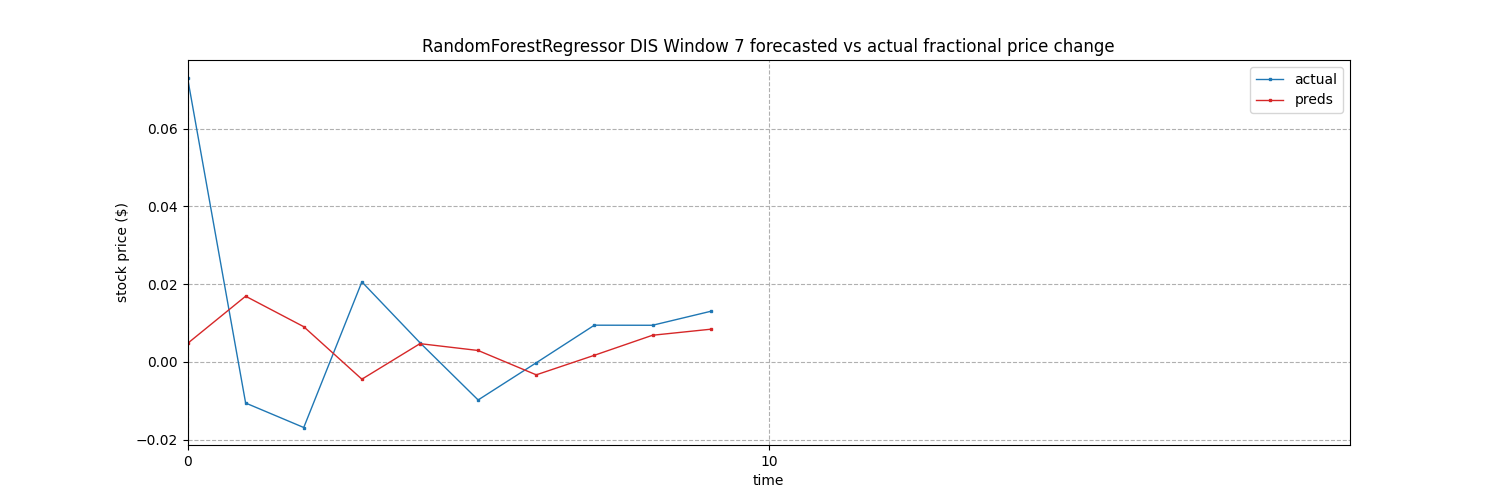 RandomForestRegressor DIS Window 7 forecasted vs actual fractional price change
actual
preds
0.06
0.04
0.02
0.00
−0.02
stock price ($)
0
10
time